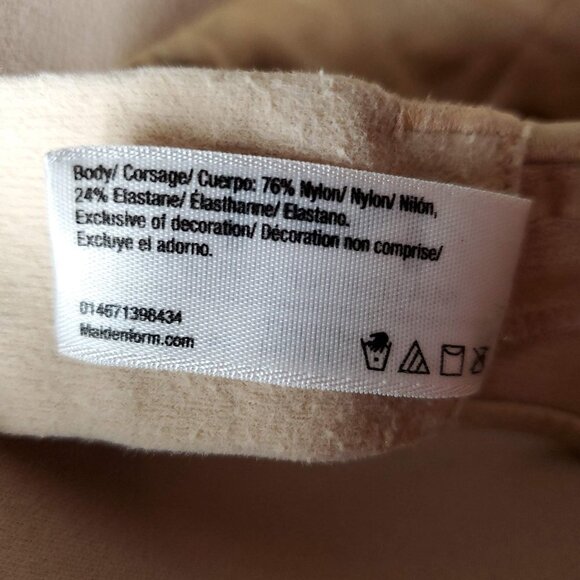 Body/ Corsage/ Cuerpo: 76% Nylon/ Nylon/ Nilón,
24% Elastane/ Élasthanne/ Elastano.
Exclusive of decoration/ Décoration non comprise/
Excluye el adorno.
014671398434
Maidenform.com